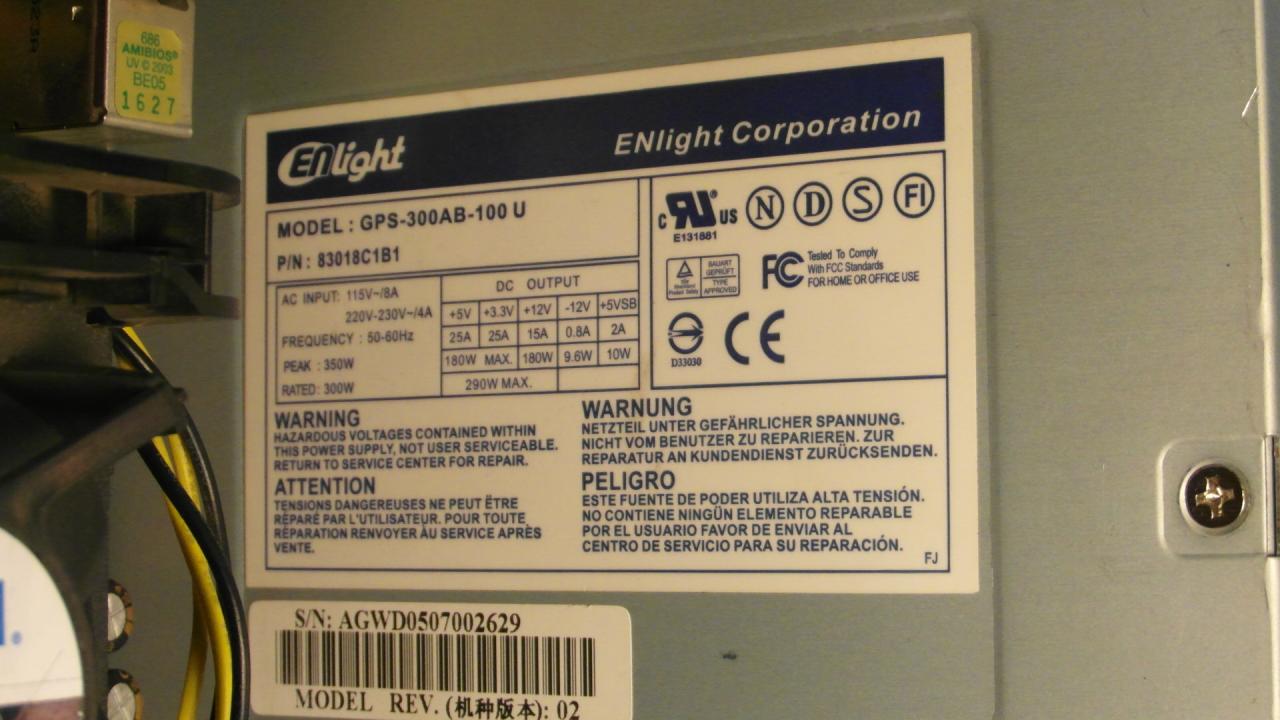 686
AMIBIOS®
UV © 2003
BE05
1627
ENlight
ENlight Corporation
MODEL : GPS-300AB-100 U
P/N : 83018C1B1
AC INPUT: 115V~/8A
220V-230V~/4A
FREQUENCY : 50-60Hz
PEAK : 350W
RATED: 300W
DC OUTPUT
+5V +3.3V +12V -12V +5VSB
25A 25A 15A 0.8A 2A
180W MAX. 180W 9.6W 10W
290W MAX.
C UR® US
E131881
N D S FI
BAUART
GEPRÜFT
TYPE
APPROVED
FCC Tested To Comply
With FCC Standards
FOR HOME OR OFFICE USE
D33030
CE
WARNING
HAZARDOUS VOLTAGES CONTAINED WITHIN
THIS POWER SUPPLY, NOT USER SERVICEABLE.
RETURN TO SERVICE CENTER FOR REPAIR.
ATTENTION
TENSIONS DANGEREUSES NE PEUT ËTRE
RÉPARÉ PAR L'UTILISATEUR. POUR TOUTE
RÉPARATION RENVOYER ÀU SERVICE APRÈS
VENTE.
WARNUNG
NETZTEIL UNTER GEFÄHRLICHER SPANNUNG.
NICHT VOM BENUTZER ZU REPARIEREN. ZUR
REPARATUR AN KUNDENDIENST ZURÜCKSENDEN.
PELIGRO
ESTE FUENTE DE PODER UTILIZA ALTA TENSIÓN.
NO CONTIENE NINGÚN ELEMENTO REPARABLE
POR EL USUARIO FAVOR DE ENVIAR AL
CENTRO DE SERVICIO PARA SU REPARACIÓN.
FJ
S/N: AGWD0507002629
MODEL REV. (机种版本): 02